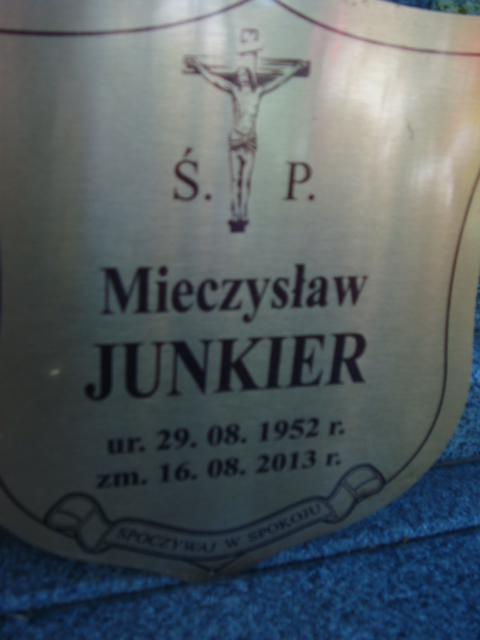 Ś. P.
Mieczysław
JUNKIER
ur. 29. 08. 1952 r.
zm. 16. 08. 2013 r.
SPOCZYWAJ W SPOKOJU